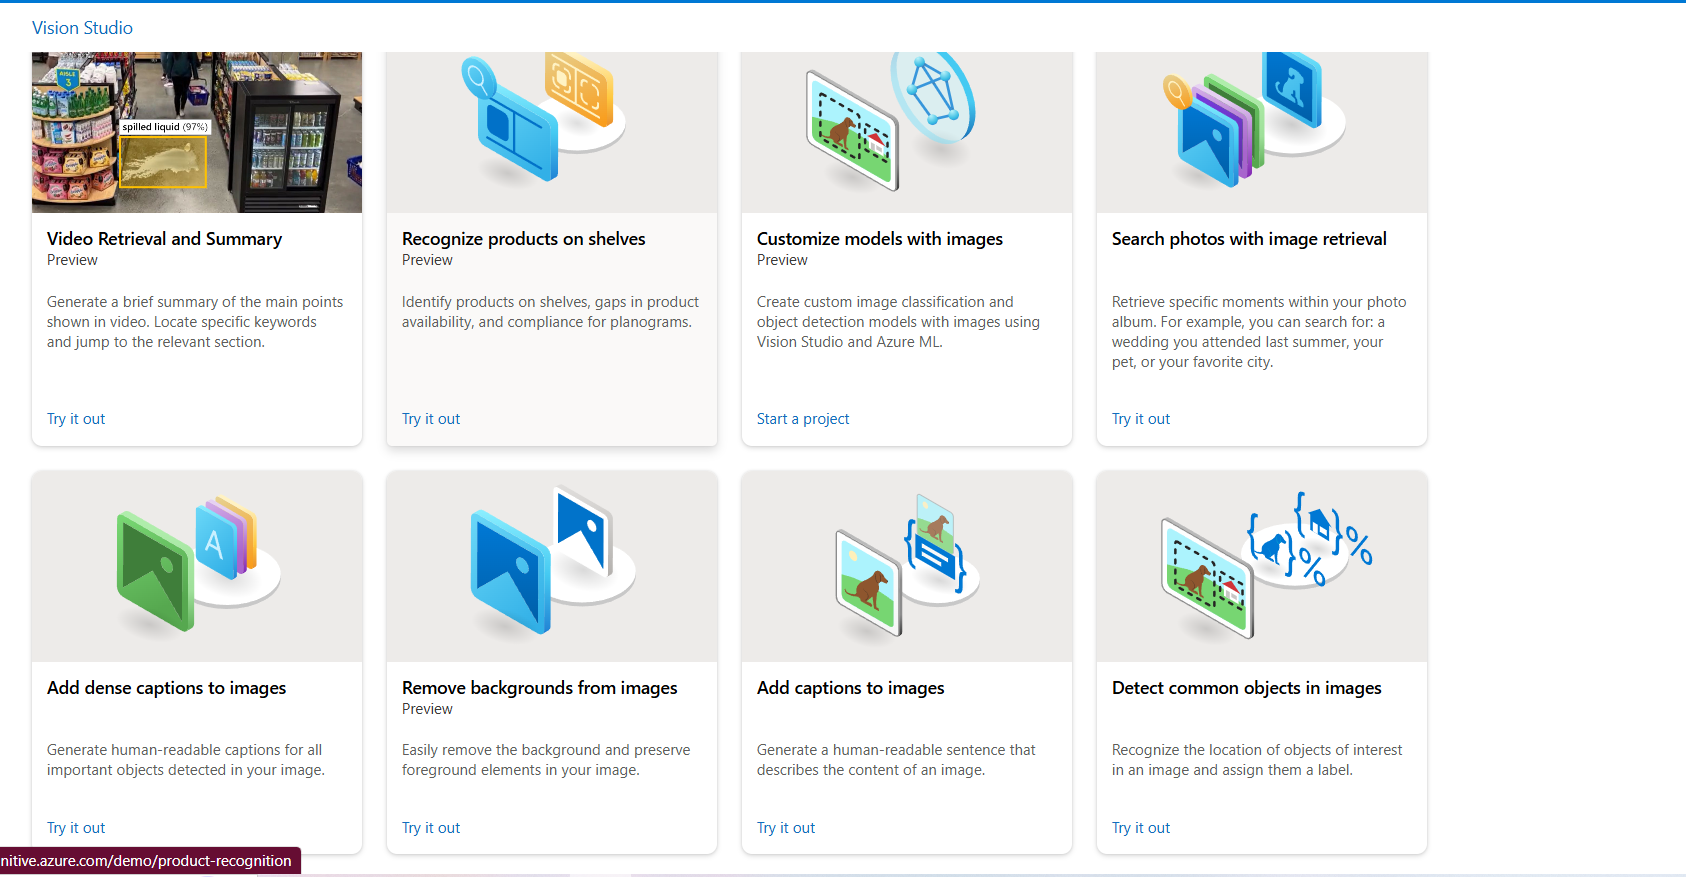 Vision Studio
AISLE
3
spilled liquid (97%)
Video Retrieval and Summary
Preview
Generate a brief summary of the main points
shown in video. Locate specific keywords
and jump to the relevant section.
Try it out
Recognize products on shelves
Preview
Identify products on shelves, gaps in product
availability, and compliance for planograms.
Try it out
Customize models with images
Preview
Create custom image classification and
object detection models with images using
Vision Studio and Azure ML.
Start a project
Search photos with image retrieval
Retrieve specific moments within your photo
album. For example, you can search for: a
wedding you attended last summer, your
pet, or your favorite city.
Try it out
A
Add dense captions to images
Generate human-readable captions for all
important objects detected in your image.
Try it out
Remove backgrounds from images
Preview
Easily remove the background and preserve
foreground elements in your image.
Try it out
{ }
Add captions to images
Generate a human-readable sentence that
describes the content of an image.
Try it out
{ }%
{ }%
Detect common objects in images
Recognize the location of objects of interest
in an image and assign them a label.
Try it out
nitive.azure.com/demo/product-recognition